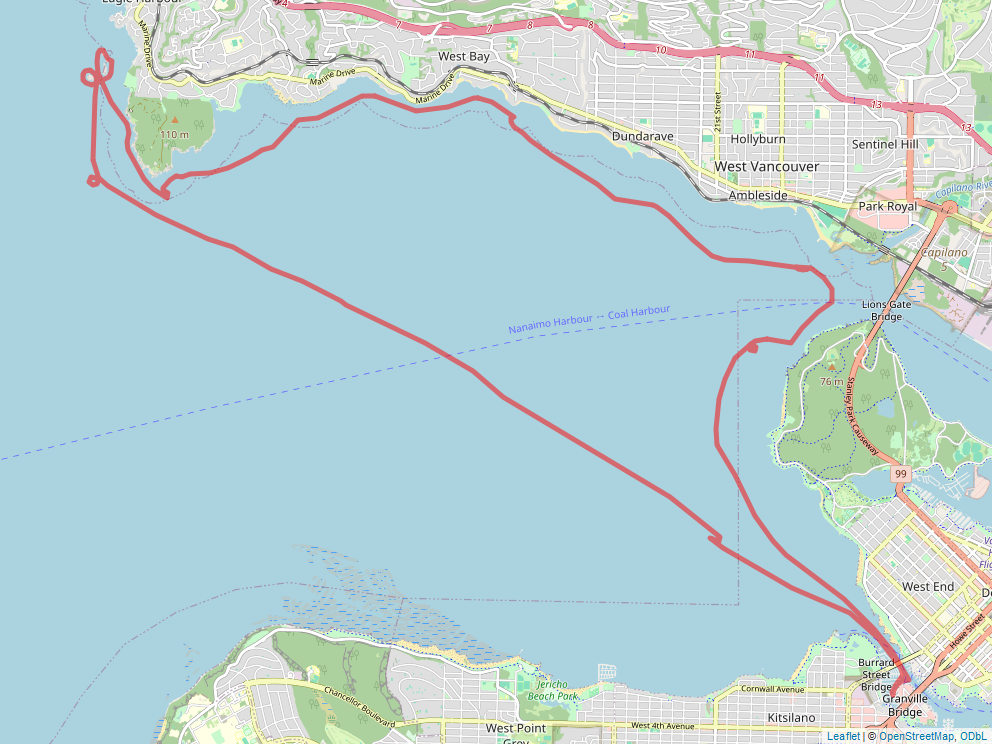 Eagle Harbour
4
7
7
8
8
10
11
11
13
13
Marine Drive
Marine Drive
Marine Drive
West Bay
110 m
Dundarave
21st Street
Hollyburn
Sentinel Hill
West Vancouver
Ambleside
Park Royal
Capilano
5
Lions Gate
Bridge
Nanaimo Harbour -- Coal Harbour
76 m
Stanley Park Causeway
99
West End
Howe Street
Burrard
Street
Bridge
Granville
Bridge
Jericho
Beach Park
Cornwall Avenue
West 4th Avenue
Kitsilano
Chancellor Boulevard
West Point
Grey
Leaflet | © OpenStreetMap, ODbL